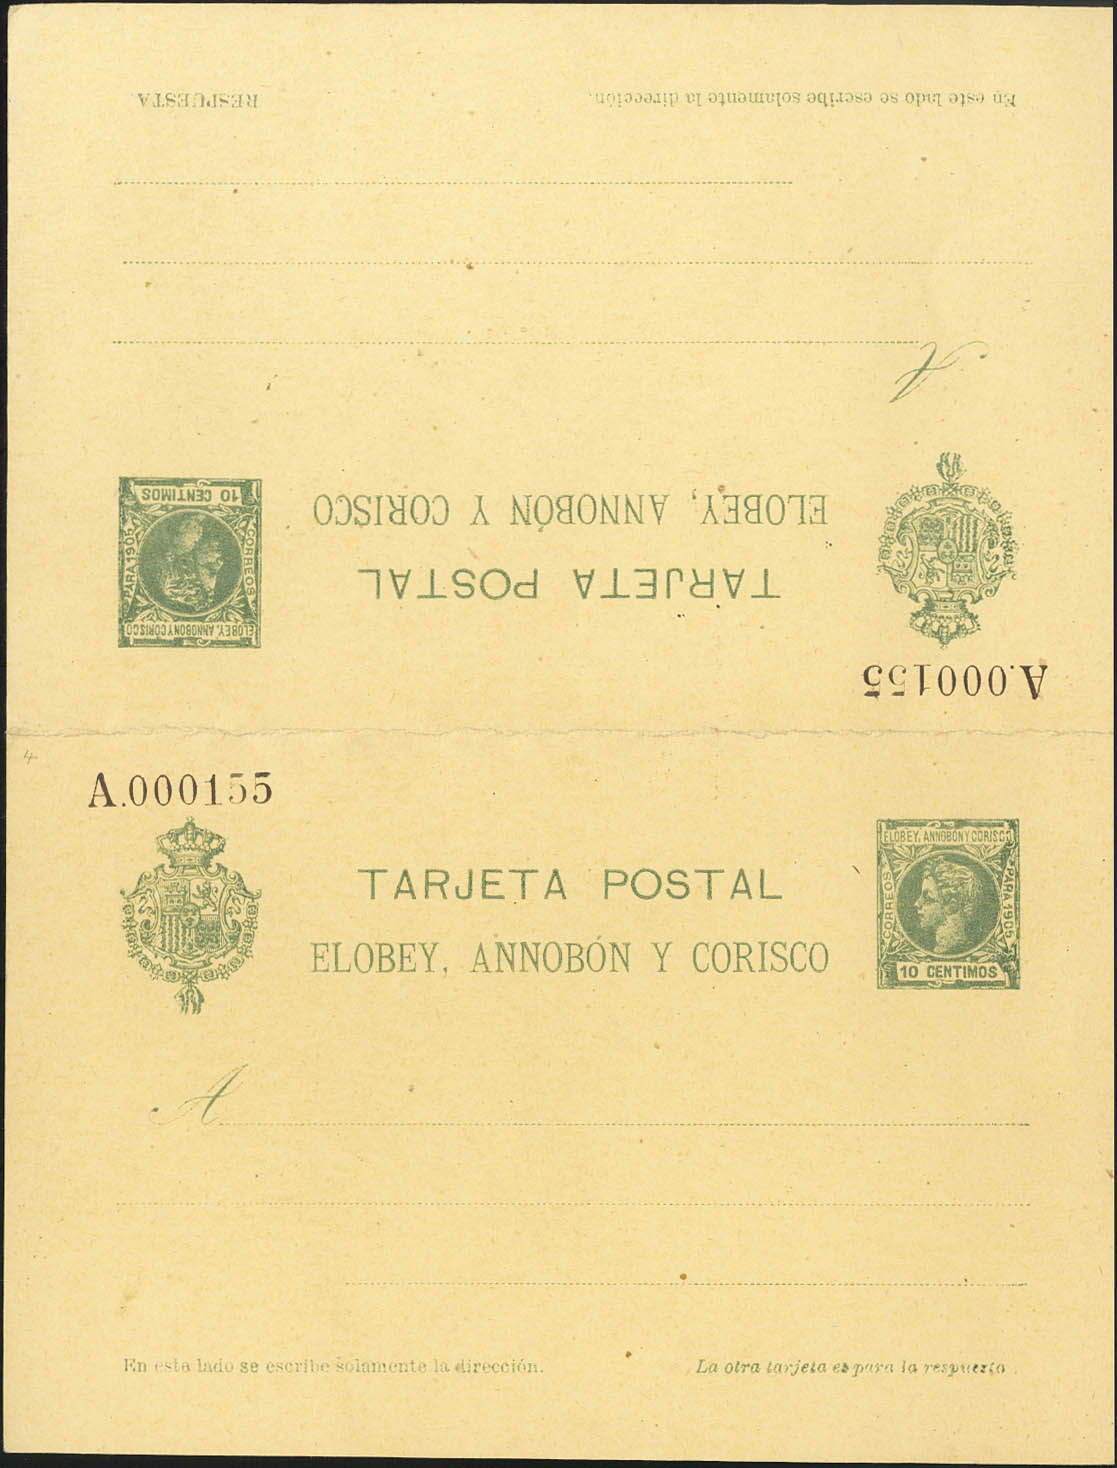 RESPUESTA.
En este lado se escribe solamente la dirección.
A
10 CENTIMOS
CORREOS
PARA 1905
ELOBEY, ANNOBON Y CORISCO
ELOBEY, ANNOBÓN Y CORISCO
TARJETA POSTAL
A.000155
4
A.000155
TARJETA POSTAL
ELOBEY, ANNOBÓN Y CORISCO
ELOBEY, ANNOBON Y CORISCO
CORREOS
PARA 1905
10 CENTIMOS
A
En este lado se escribe solamente la dirección.
La otra tarjeta es para la respuesta.